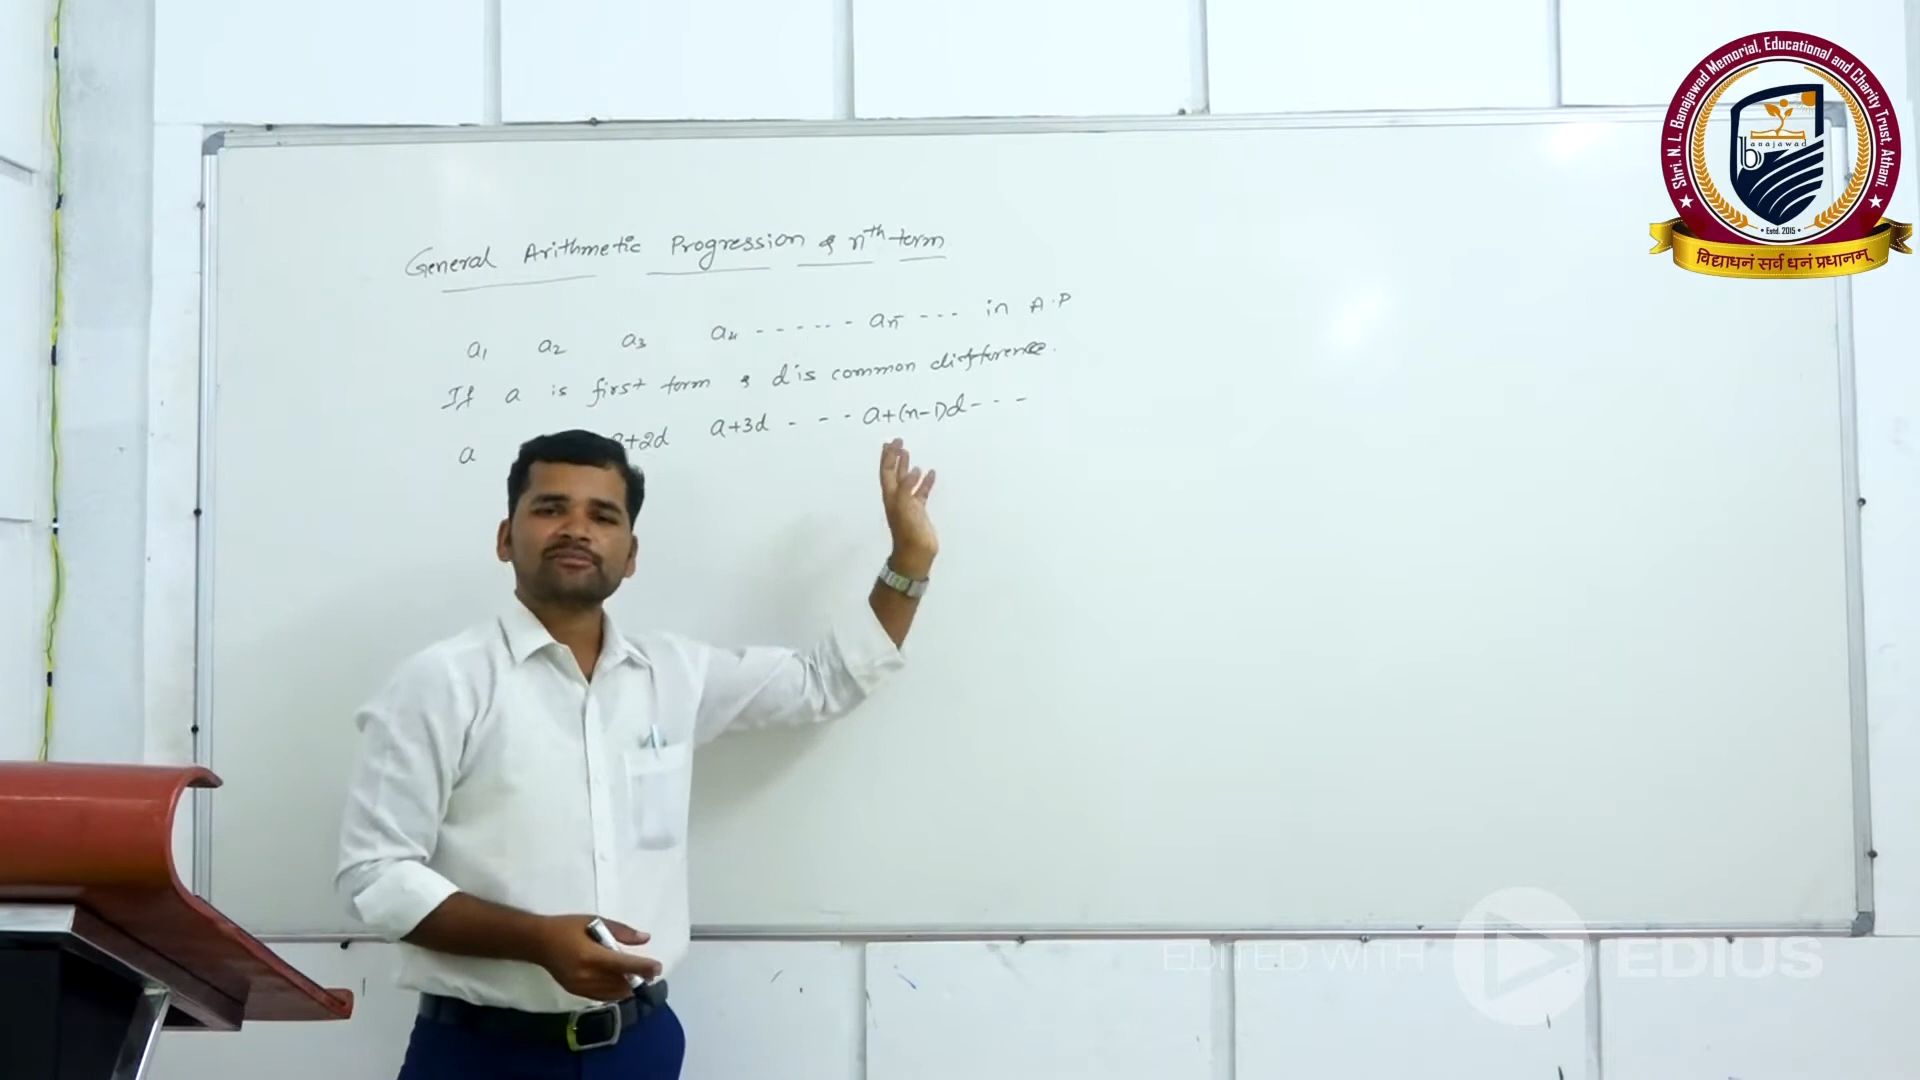 Shri. N. L. Banajawad Memorial, Educational and Charity Trust, Athani.
b anajawad
Estd. 2015
विद्याधनं सर्व धनं प्रधानम्
General Arithmetic Progression & nth term
a1 a2 a3 a4 ------- an --- in A.P
If a is first term & d is common difference.
a a+2d a+3d - -- a+(n-1)d---
EDITED WITH EDIUS